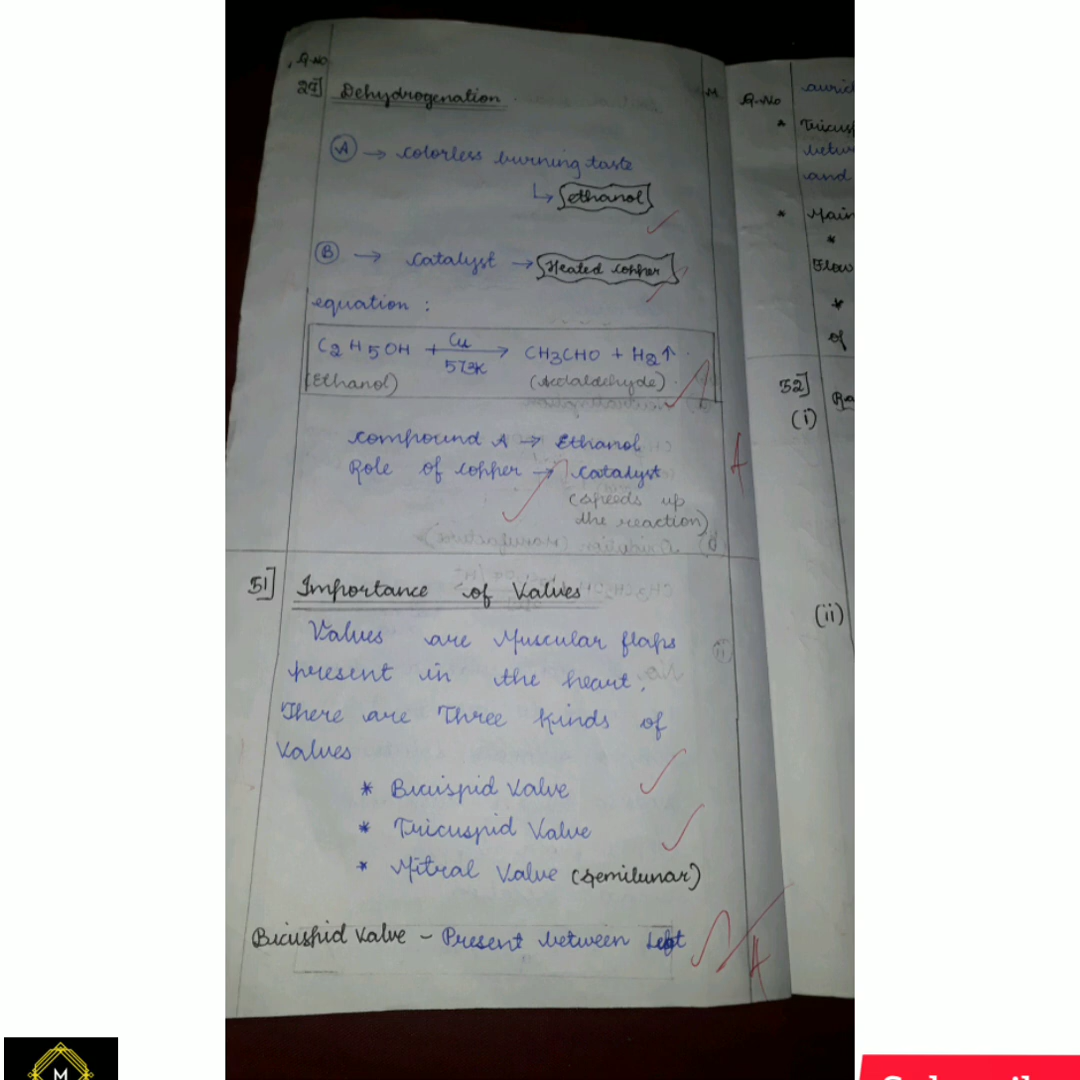 Q.No
29]
Dehydrogenation
M
(A) → colorless burning taste
↳ Ethanol
(B) → catalyst → Heated copper
equation :
C2H5OH + Cu → CH3CHO + H2↑
573K
(Ethanol) (Acetaldehyde)
compound A → Ethanol
Role of copper → catalyst
(speeds up
the reaction)
51] Importance of Valves
Valves are Muscular flaps
present in the heart.
There are Three kinds of
Valves
* Bicuspid Valve
* Tricuspid Valve
* Mitral Valve (semilunar)
Bicuspid Valve - Present between Left
Q.No
and
*
*
of
52]
(i)
(ii)
M